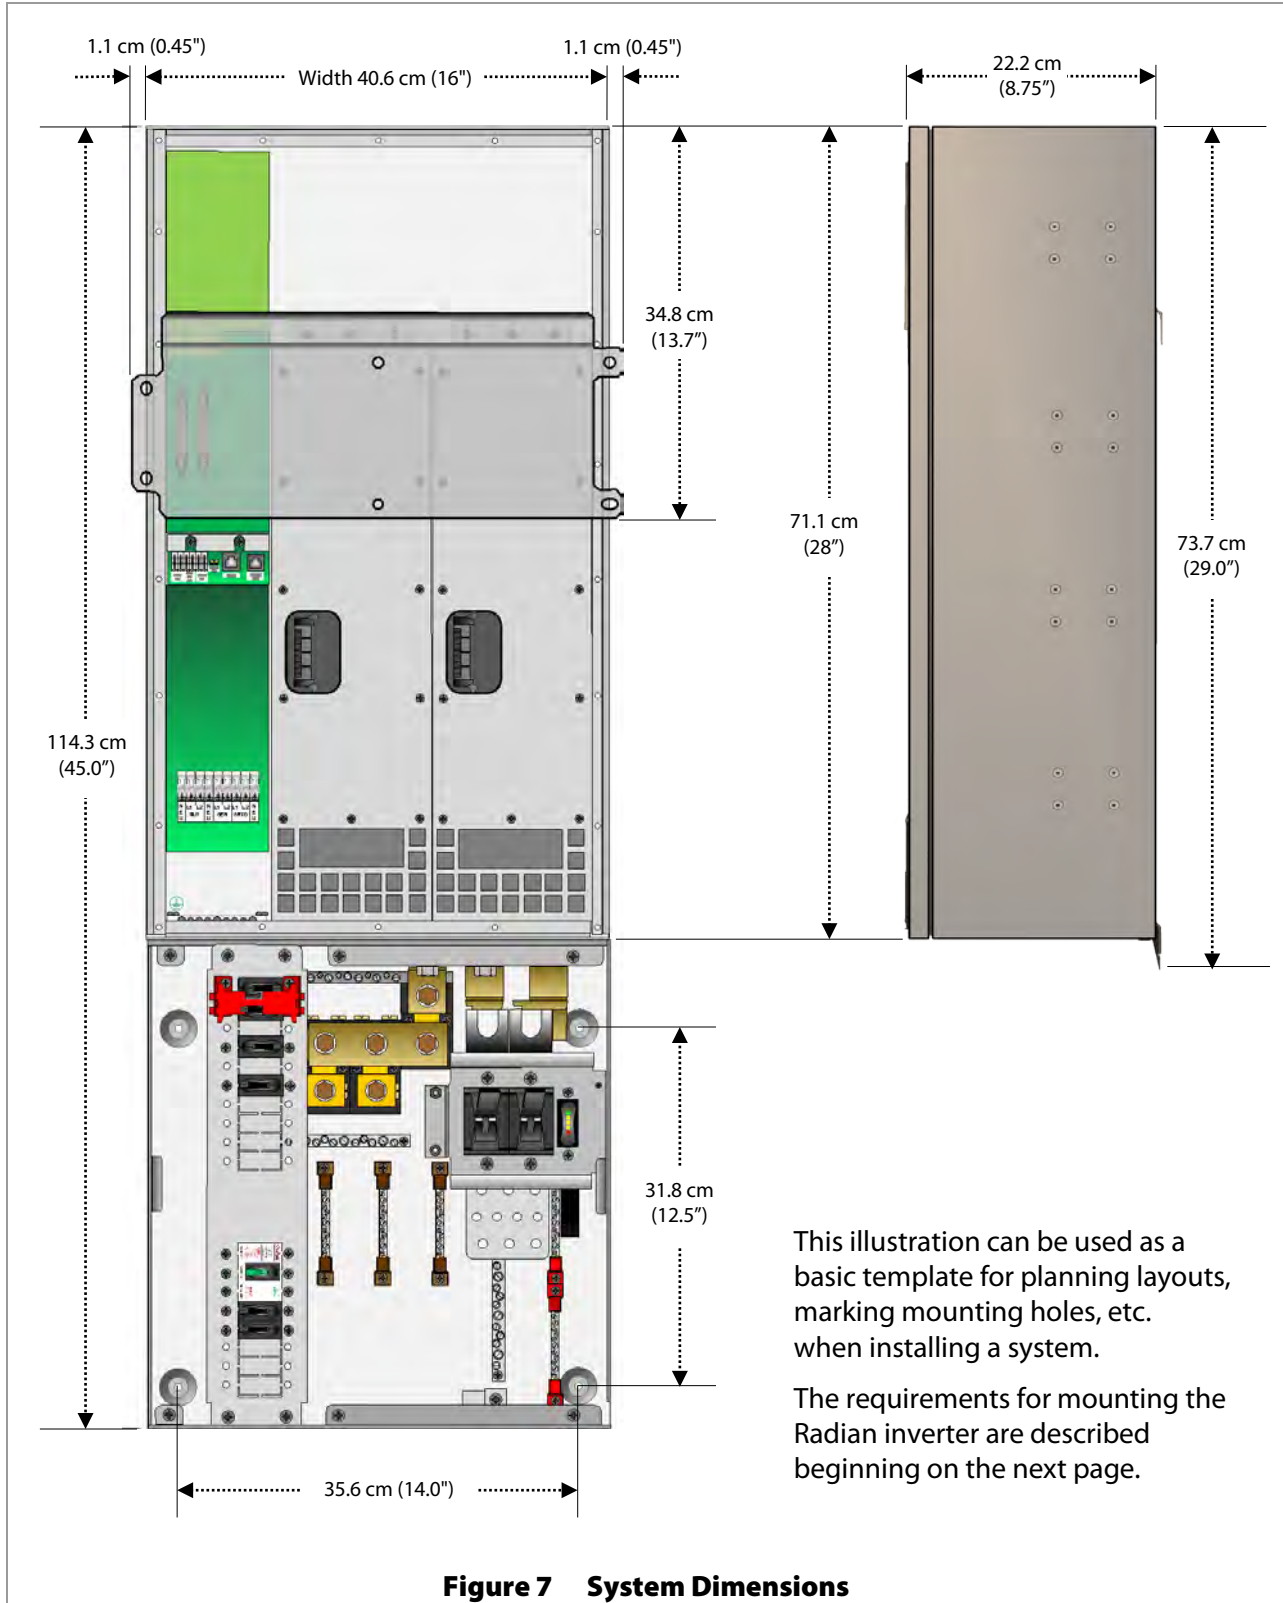 1.1 cm (0.45")
1.1 cm (0.45")
Width 40.6 cm (16")
22.2 cm
(8.75”)
34.8 cm
(13.7”)
71.1 cm
(28”)
73.7 cm
(29.0”)
114.3 cm
(45.0”)
31.8 cm
(12.5”)
This illustration can be used as a
basic template for planning layouts,
marking mounting holes, etc.
when installing a system.
The requirements for mounting the
Radian inverter are described
beginning on the next page.
35.6 cm (14.0")
Figure 7 System Dimensions